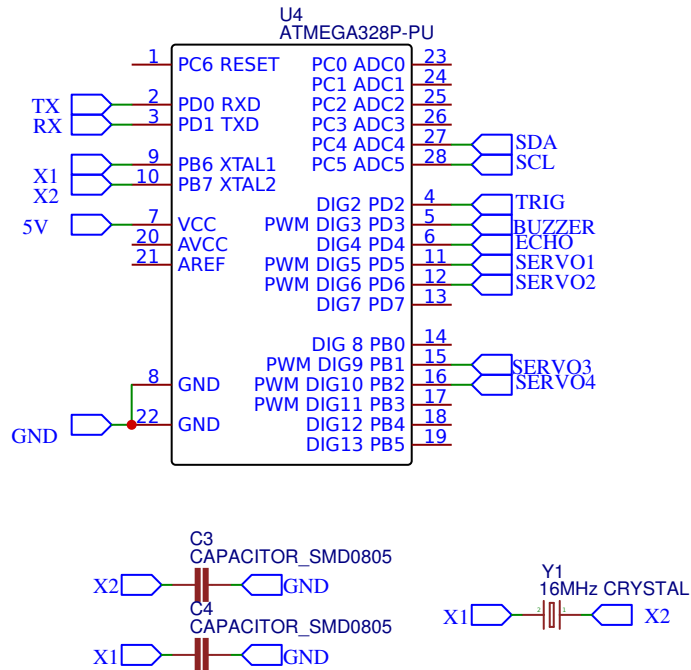 U4
ATMEGA328P-PU
1 PC6 RESET PC0 ADC0 23
PC1 ADC1 24
TX 2 PD0 RXD PC2 ADC2 25
RX 3 PD1 TXD PC3 ADC3 26
PC4 ADC4 27 SDA
X1 9 PB6 XTAL1 PC5 ADC5 28 SCL
X2 10 PB7 XTAL2
DIG2 PD2 4 TRIG
5V 7 VCC PWM DIG3 PD3 5 BUZZER
20 AVCC DIG4 PD4 6 ECHO
21 AREF PWM DIG5 PD5 11 SERVO1
PWM DIG6 PD6 12 SERVO2
DIG7 PD7 13
DIG 8 PB0 14
PWM DIG9 PB1 15 SERVO3
8 GND PWM DIG10 PB2 16 SERVO4
PWM DIG11 PB3 17
GND 22 GND DIG12 PB4 18
DIG13 PB5 19
C3
CAPACITOR_SMD0805
X2 GND
C4
CAPACITOR_SMD0805
X1 GND
Y1
16MHz CRYSTAL
X1 2 1 X2